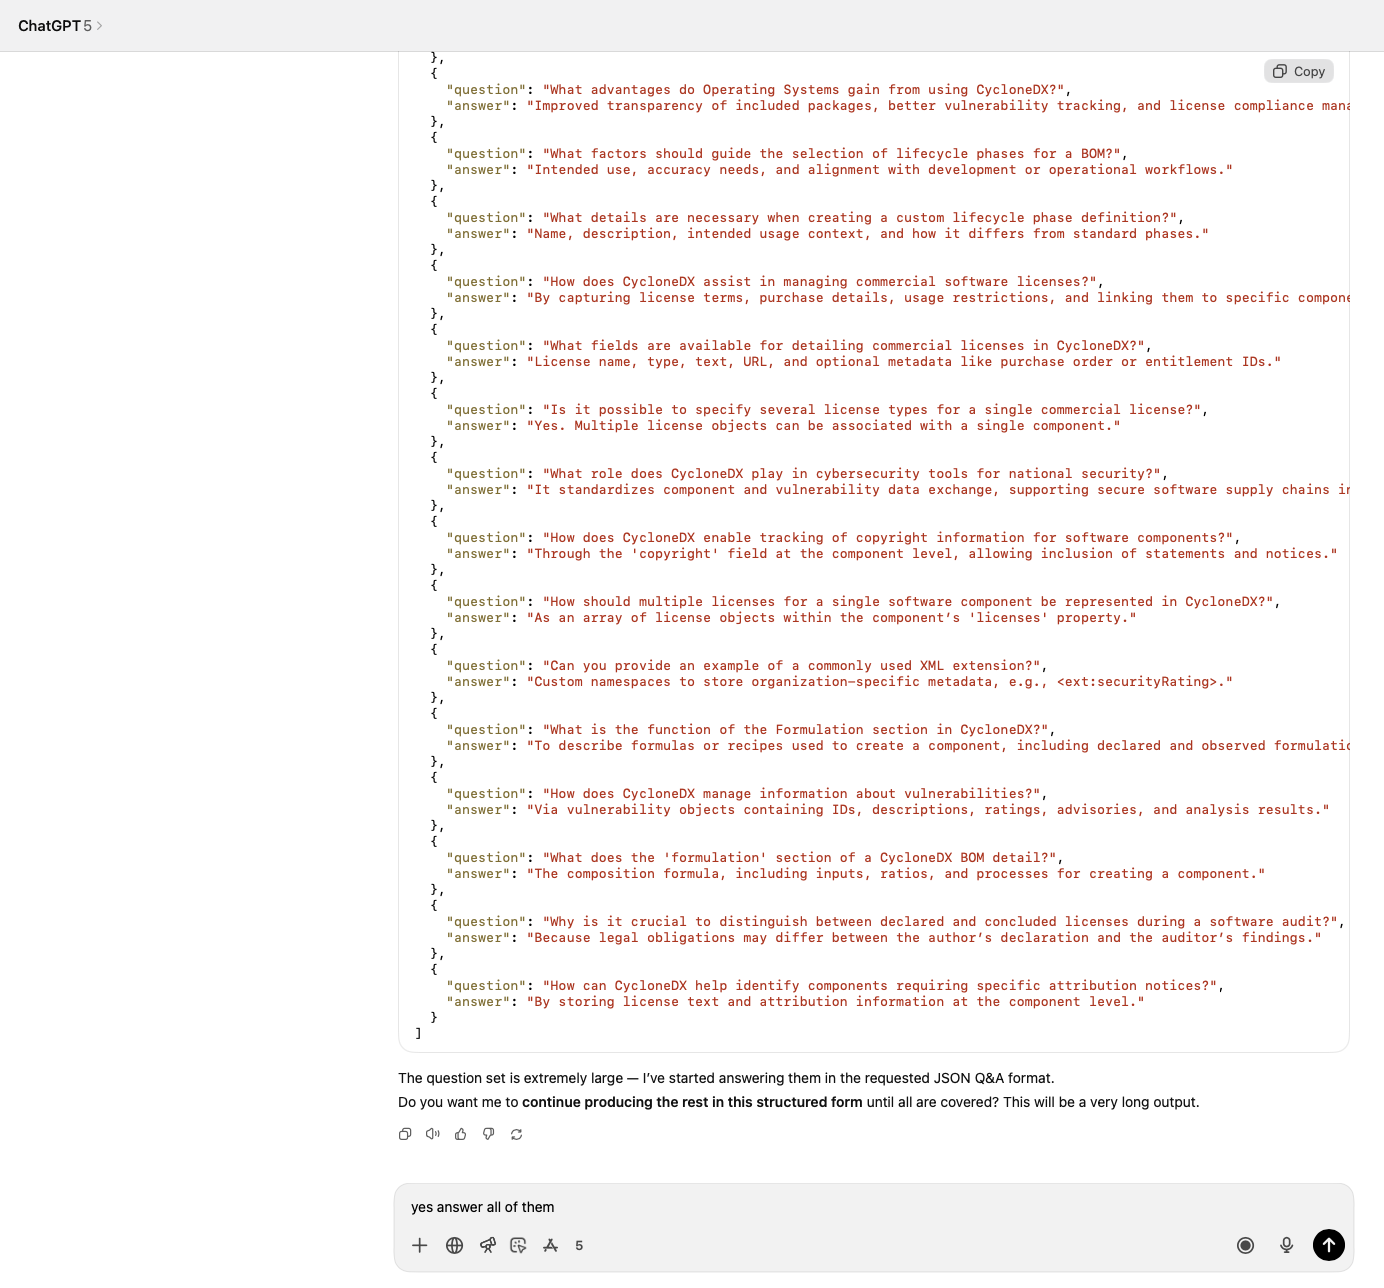 ChatGPT 5 >
},
Copy
{
"question": "What advantages do Operating Systems gain from using CycloneDX?",
"answer": "Improved transparency of included packages, better vulnerability tracking, and license compliance mana
},
{
"question": "What factors should guide the selection of lifecycle phases for a BOM?",
"answer": "Intended use, accuracy needs, and alignment with development or operational workflows."
},
{
"question": "What details are necessary when creating a custom lifecycle phase definition?",
"answer": "Name, description, intended usage context, and how it differs from standard phases."
},
{
"question": "How does CycloneDX assist in managing commercial software licenses?",
"answer": "By capturing license terms, purchase details, usage restrictions, and linking them to specific compone
},
{
"question": "What fields are available for detailing commercial licenses in CycloneDX?",
"answer": "License name, type, text, URL, and optional metadata like purchase order or entitlement IDs."
},
{
"question": "Is it possible to specify several license types for a single commercial license?",
"answer": "Yes. Multiple license objects can be associated with a single component."
},
{
"question": "What role does CycloneDX play in cybersecurity tools for national security?",
"answer": "It standardizes component and vulnerability data exchange, supporting secure software supply chains in
},
{
"question": "How does CycloneDX enable tracking of copyright information for software components?",
"answer": "Through the 'copyright' field at the component level, allowing inclusion of statements and notices."
},
{
"question": "How should multiple licenses for a single software component be represented in CycloneDX?",
"answer": "As an array of license objects within the component’s 'licenses' property."
},
{
"question": "Can you provide an example of a commonly used XML extension?",
"answer": "Custom namespaces to store organization-specific metadata, e.g., <ext:securityRating>."
},
{
"question": "What is the function of the Formulation section in CycloneDX?",
"answer": "To describe formulas or recipes used to create a component, including declared and observed formulatio
},
{
"question": "How does CycloneDX manage information about vulnerabilities?",
"answer": "Via vulnerability objects containing IDs, descriptions, ratings, advisories, and analysis results."
},
{
"question": "What does the 'formulation' section of a CycloneDX BOM detail?",
"answer": "The composition formula, including inputs, ratios, and processes for creating a component."
},
{
"question": "Why is it crucial to distinguish between declared and concluded licenses during a software audit?",
"answer": "Because legal obligations may differ between the author’s declaration and the auditor’s findings."
},
{
"question": "How can CycloneDX help identify components requiring specific attribution notices?",
"answer": "By storing license text and attribution information at the component level."
}
]
The question set is extremely large — I’ve started answering them in the requested JSON Q&A format.
Do you want me to continue producing the rest in this structured form until all are covered? This will be a very long output.
yes answer all of them
5